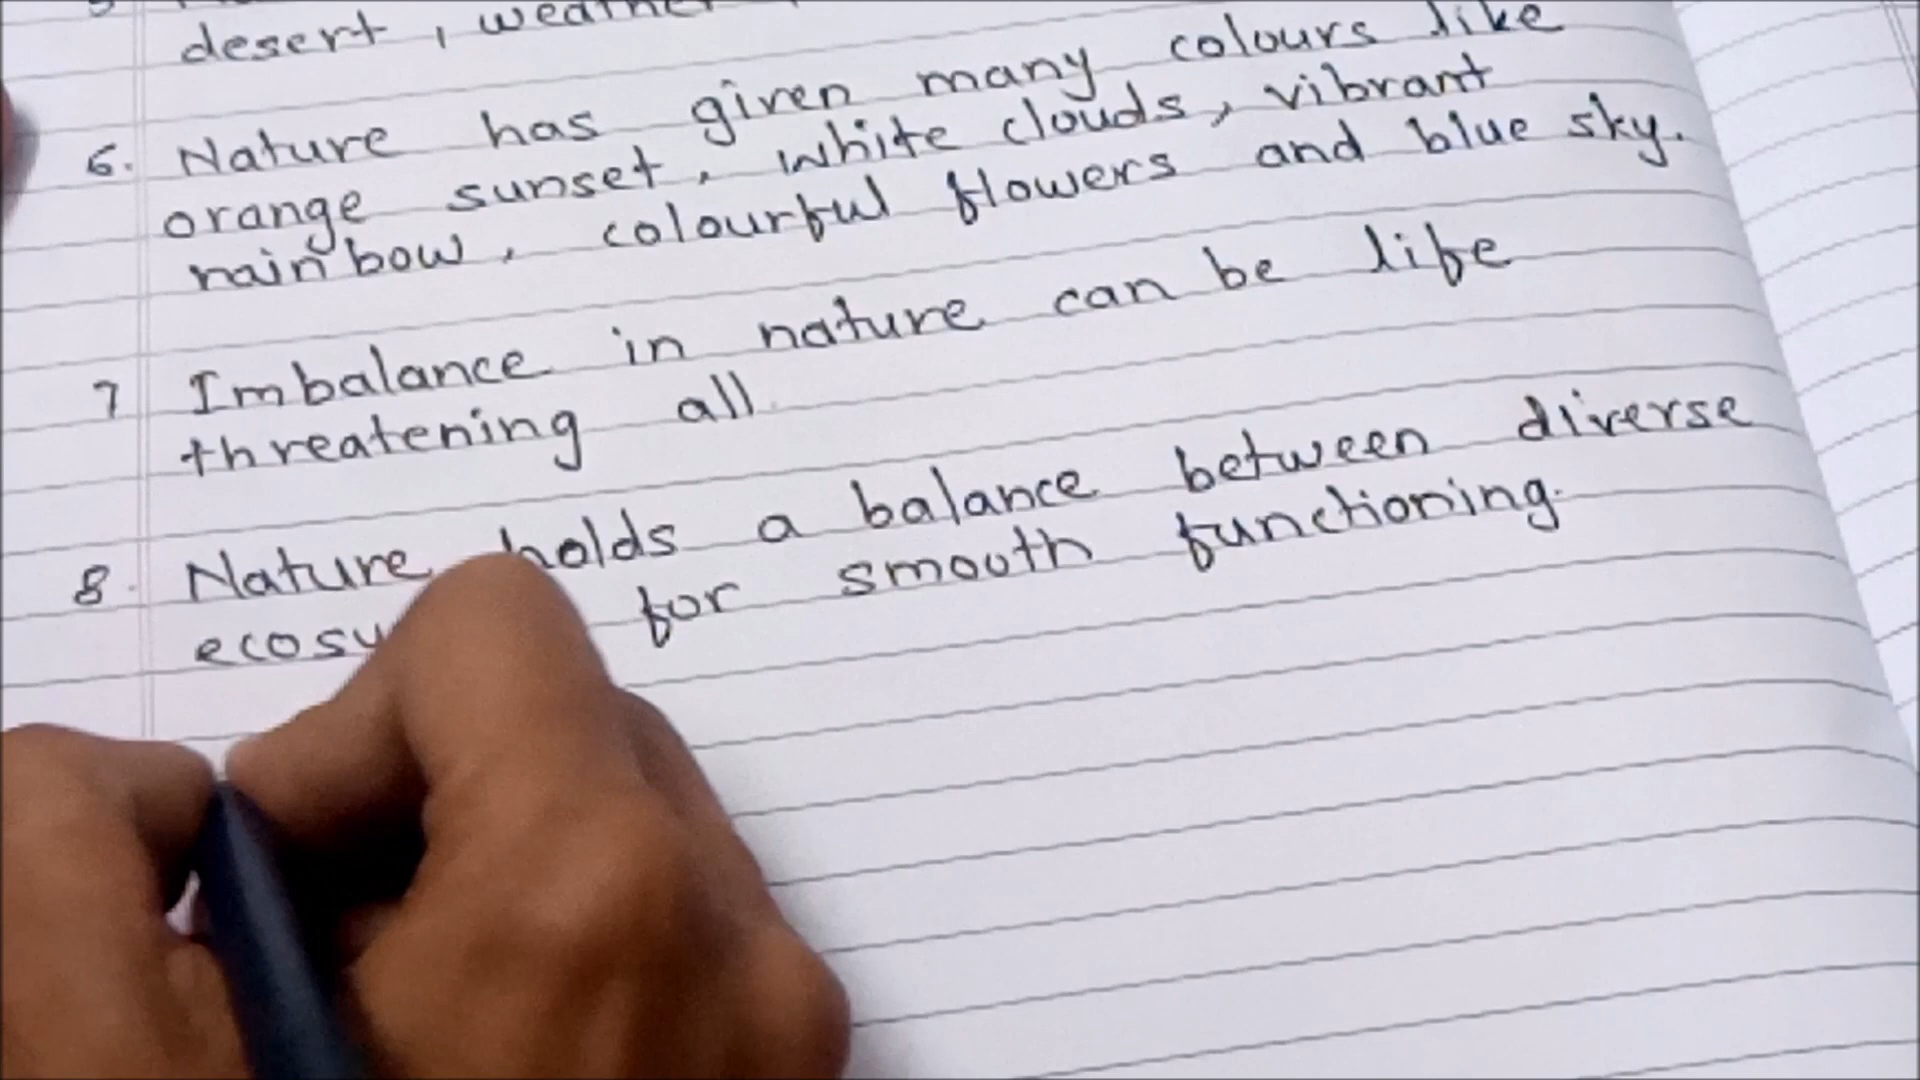 desert, weather
6. Nature has given many colours like
orange sunset, white clouds, vibrant
rainbow, colourful flowers and blue sky.
7 Imbalance in nature can be life
threatening all.
8. Nature holds a balance between diverse
for smooth functioning.